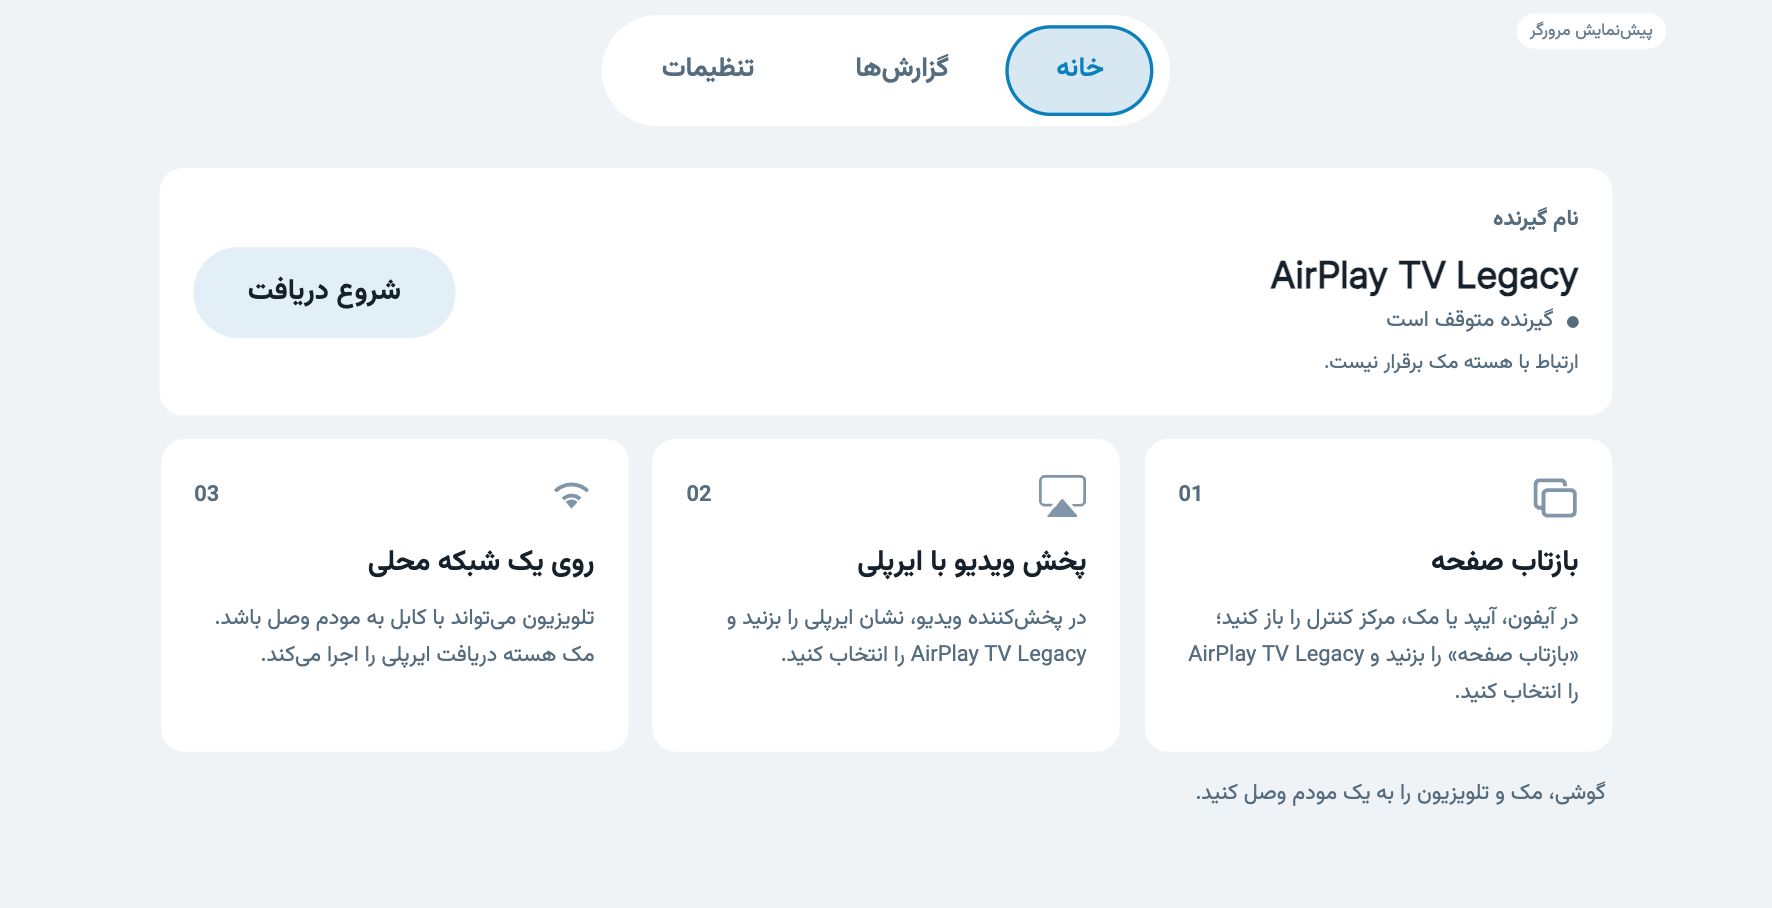 پیش‌نمایش مرورگر
خانه
گزارش‌ها
تنظیمات
نام گیرنده
AirPlay TV Legacy
گیرنده متوقف است
ارتباط با هسته مک برقرار نیست.
شروع دریافت
01
بازتاب صفحه
در آیفون، آیپد یا مک، مرکز کنترل را باز کنید؛
«بازتاب صفحه» را بزنید و AirPlay TV Legacy
را انتخاب کنید.
02
پخش ویدیو با ایرپلی
در پخش‌کننده ویدیو، نشان ایرپلی را بزنید و
AirPlay TV Legacy را انتخاب کنید.
03
روی یک شبکه محلی
تلویزیون می‌تواند با کابل به مودم وصل باشد.
مک هسته دریافت ایرپلی را اجرا می‌کند.
گوشی، مک و تلویزیون را به یک مودم وصل کنید.